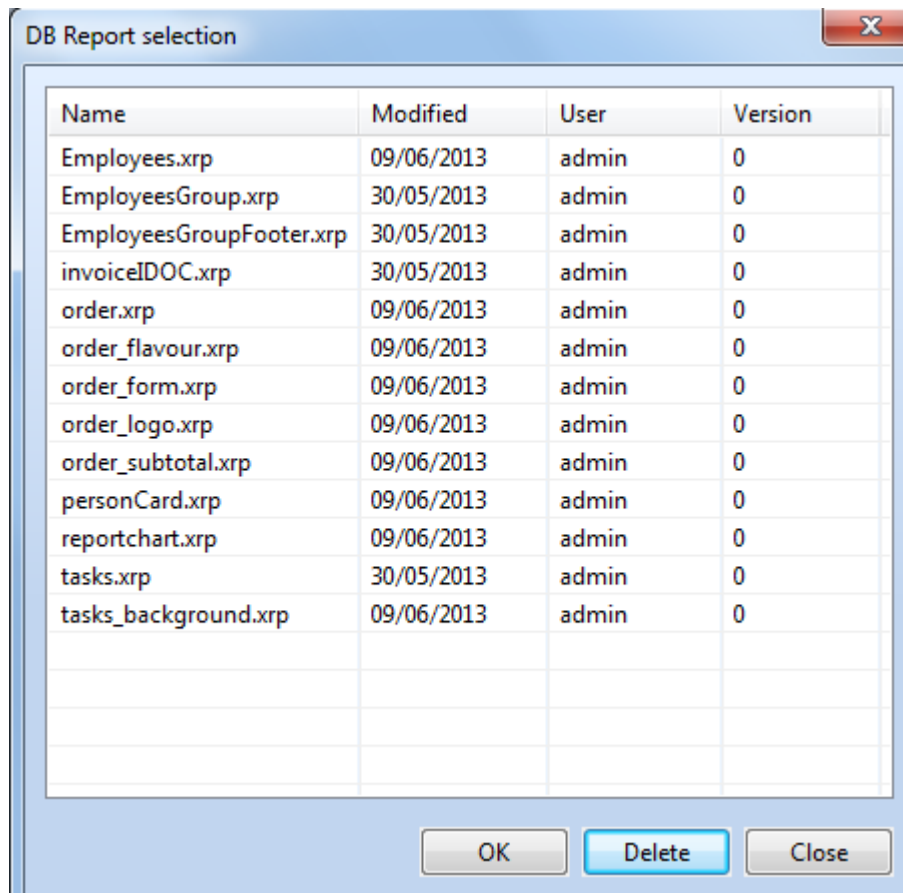 DB Report selection
x
Name Modified User Version
Employees.xrp 09/06/2013 admin 0
EmployeesGroup.xrp 30/05/2013 admin 0
EmployeesGroupFooter.xrp 30/05/2013 admin 0
invoiceIDOC.xrp 30/05/2013 admin 0
order.xrp 09/06/2013 admin 0
order_flavour.xrp 09/06/2013 admin 0
order_form.xrp 09/06/2013 admin 0
order_logo.xrp 09/06/2013 admin 0
order_subtotal.xrp 09/06/2013 admin 0
personCard.xrp 09/06/2013 admin 0
reportchart.xrp 09/06/2013 admin 0
tasks.xrp 30/05/2013 admin 0
tasks_background.xrp 09/06/2013 admin 0
OK Delete Close